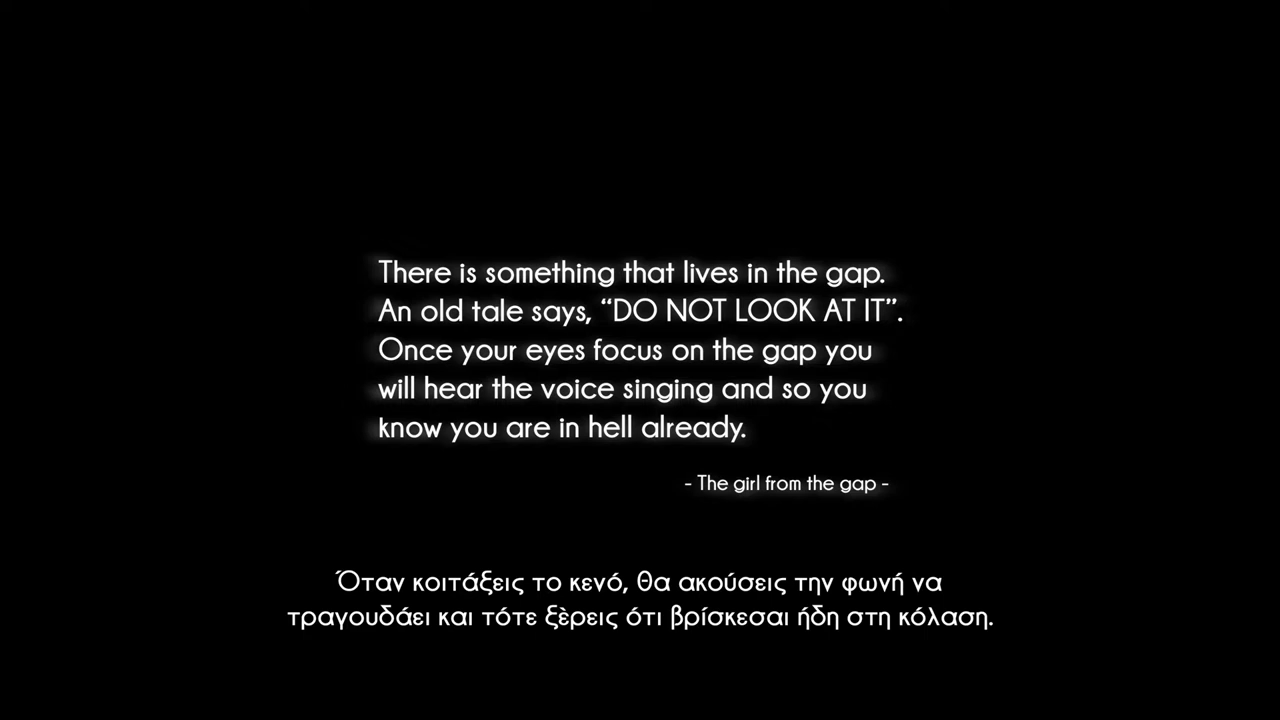 There is something that lives in the gap.
An old tale says, “DO NOT LOOK AT IT”.
Once your eyes focus on the gap you
will hear the voice singing and so you
know you are in hell already.
- The girl from the gap -
Όταν κοιτάξεις το κενό, θα ακούσεις την φωνή να
τραγουδάει και τότε ξὲρεις ότι βρίσκεσαι ήδη στη κόλαση.